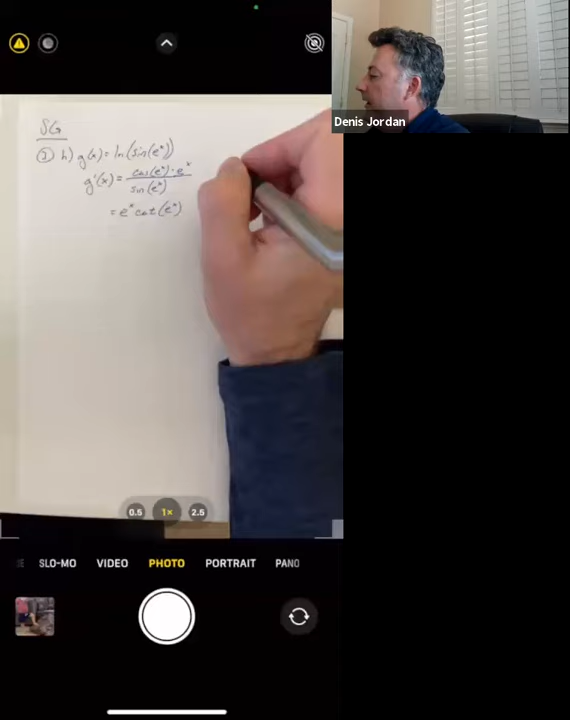 Denis Jordan
SG
② h) g(x) = ln(sin(eˣ))
g'(x) = cos(eˣ)·eˣ
sin(eˣ)
= eˣ cot(eˣ)
0.5 1× 2.5
SLO-MO VIDEO PHOTO PORTRAIT PANO